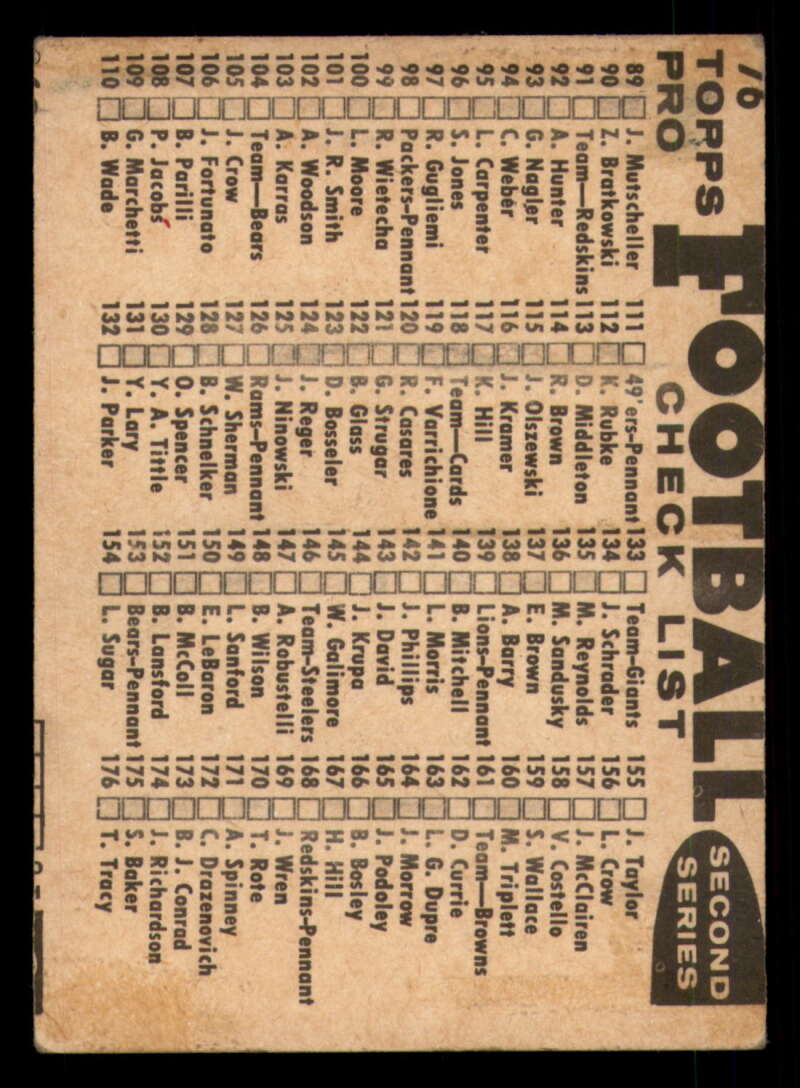 76
TOPPS
PRO
FOOTBALL
CHECK LIST
SECOND
SERIES
89 J. Mutscheller
90 Z. Bratkowski
91 Team—Redskins
92 A. Hunter
93 G. Nagler
94 C. Weber
95 L. Carpenter
96 S. Jones
97 R. Gugliemi
98 Packers-Pennant
99 R. Wietecha
100 L. Moore
101 J. R. Smith
102 A. Woodson
103 A. Karras
104 Team—Bears
105 J. Crow
106 J. Fortunato
107 B. Parilli
108 P. Jacobs
109 G. Marchetti
110 B. Wade
111 49'ers-Pennant
112 K. Rubke
113 D. Middleton
114 R. Brown
115 J. Olszewski
116 J. Kramer
117 K. Hill
118 Team—Cards
119 F. Varrichione
120 R. Casares
121 G. Strugar
122 B. Glass
123 D. Bosseler
124 J. Reger
125 J. Ninowski
126 Rams-Pennant
127 W. Sherman
128 B. Schnelker
129 O. Spencer
130 Y. A. Tittle
131 Y. Lary
132 J. Parker
133 Team-Giants
134 J. Schrader
135 M. Reynolds
136 M. Sandusky
137 E. Brown
138 A. Barry
139 Lions-Pennant
140 B. Mitchell
141 L. Morris
142 J. Phillips
143 J. David
144 J. Krupa
145 W. Galimore
146 Team-Steelers
147 A. Robustelli
148 B. Wilson
149 L. Sanford
150 E. LeBaron
151 B. McColl
152 B. Lansford
153 Bears-Pennant
154 L. Sugar
155 J. Taylor
156 L. Crow
157 J. McClairen
158 V. Costello
159 S. Wallace
160 M. Triplett
161 Team—Browns
162 D. Currie
163 L. G. Dupre
164 J. Morrow
165 J. Podoley
166 B. Bosley
167 H. Hill
168 Redskins-Pennant
169 J. Wren
170 T. Rote
171 A. Spinney
172 C. Drazenovich
173 B. J. Conrad
174 J. Richardson
175 S. Baker
176 T. Tracy